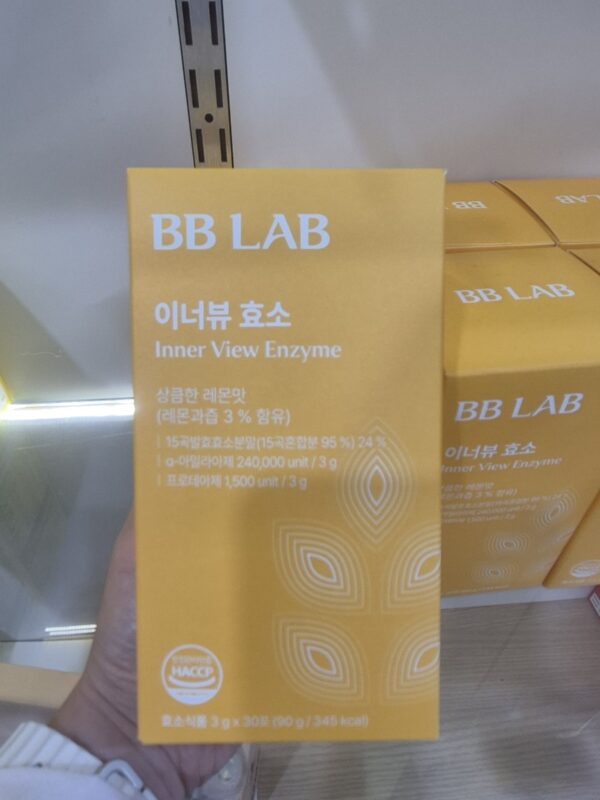 BB LAB
이너뷰 효소
Inner View Enzyme
상큼한 레몬맛
(레몬과즙 3 % 함유)
15곡발효효소분말(15곡혼합분 95 %) 24 %
α-아밀라아제 240,000 unit / 3 g
프로테아제 1,500 unit / 3 g
HACCP
효소식품 3 g x 30포 (90 g / 345 kcal)
BB LAB
BB LAB
BB LAB
이너뷰 효소
Inner View Enzyme